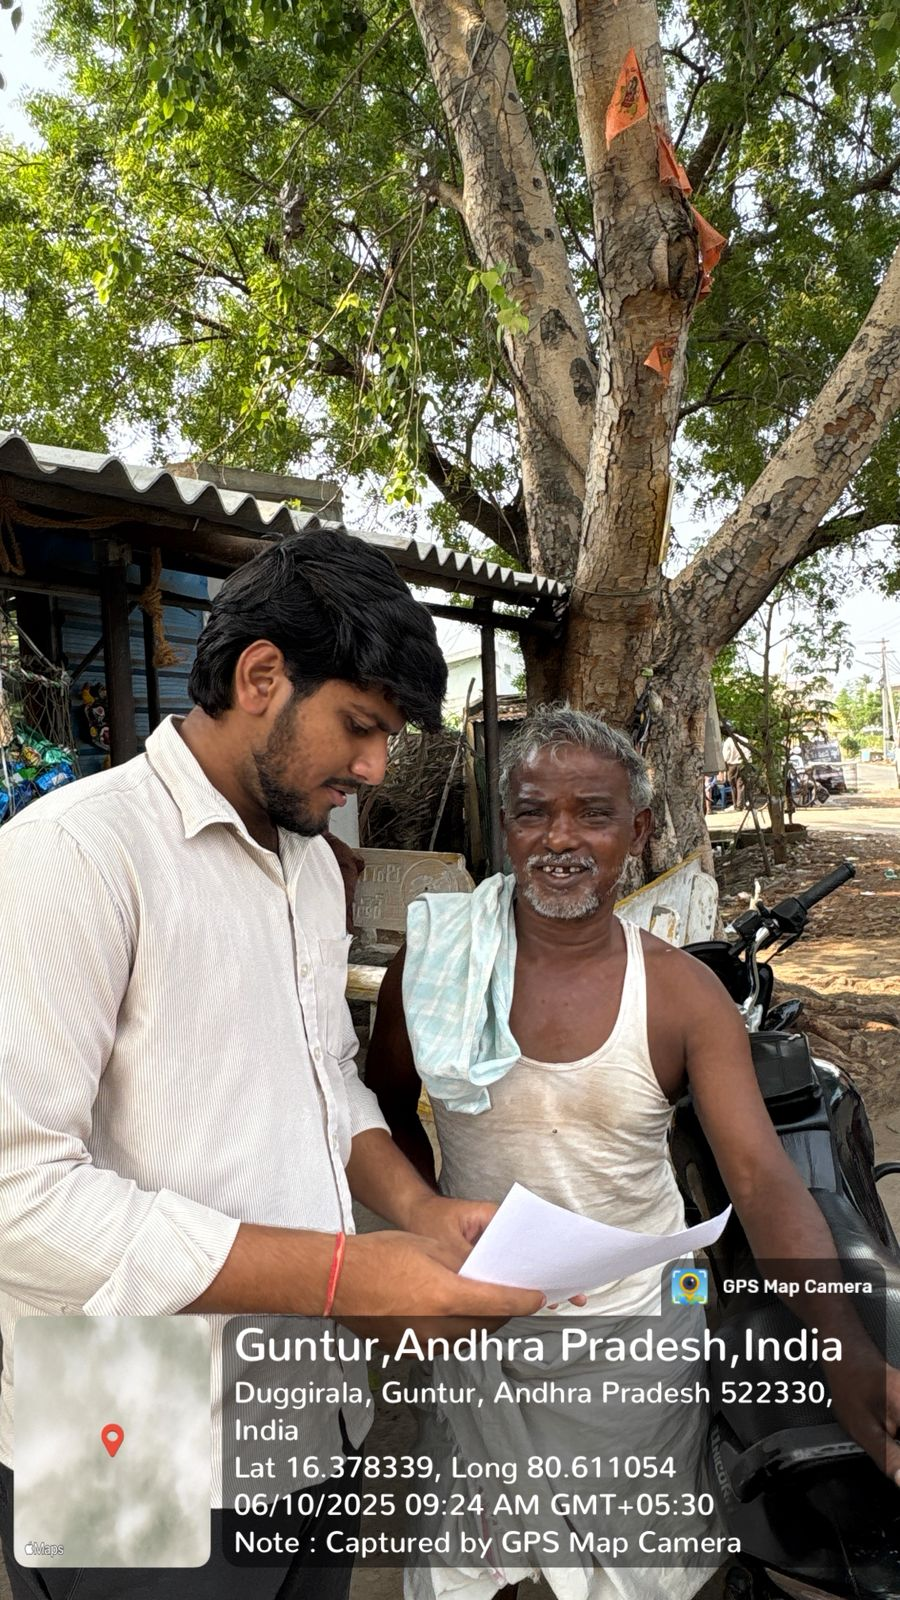 GPS Map Camera
Guntur,Andhra Pradesh,India
Duggirala, Guntur, Andhra Pradesh 522330,
India
Lat 16.378339, Long 80.611054
06/10/2025 09:24 AM GMT+05:30
Note : Captured by GPS Map Camera
Maps
UNICORN